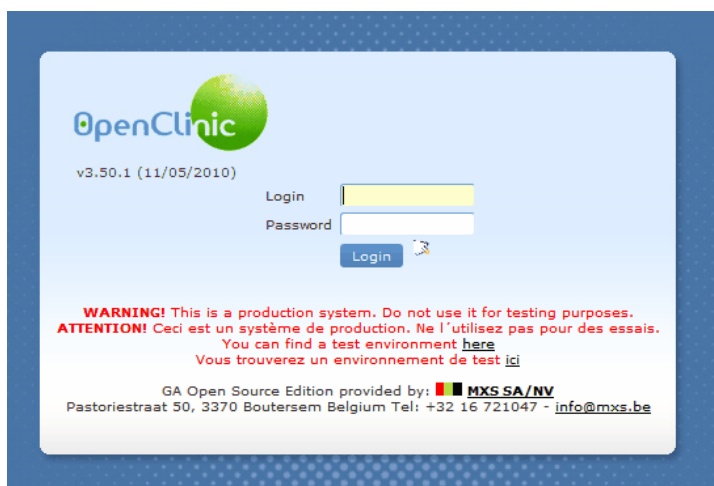 OpenClinic
v3.50.1 (11/05/2010)
Login
Password
Login
WARNING! This is a production system. Do not use it for testing purposes.
ATTENTION! Ceci est un système de production. Ne l´utilisez pas pour des essais.
You can find a test environment here
Vous trouverez un environnement de test ici
GA Open Source Edition provided by: MXS SA/NV
Pastoriestraat 50, 3370 Boutersem Belgium Tel: +32 16 721047 - info@mxs.be